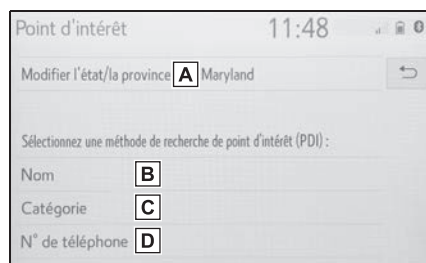 Point d'intérêt 11:48
Modifier l'état/la province A Maryland
Sélectionnez une méthode de recherche de point d'intérêt (PDI) :
Nom B
Catégorie C
N° de téléphone D